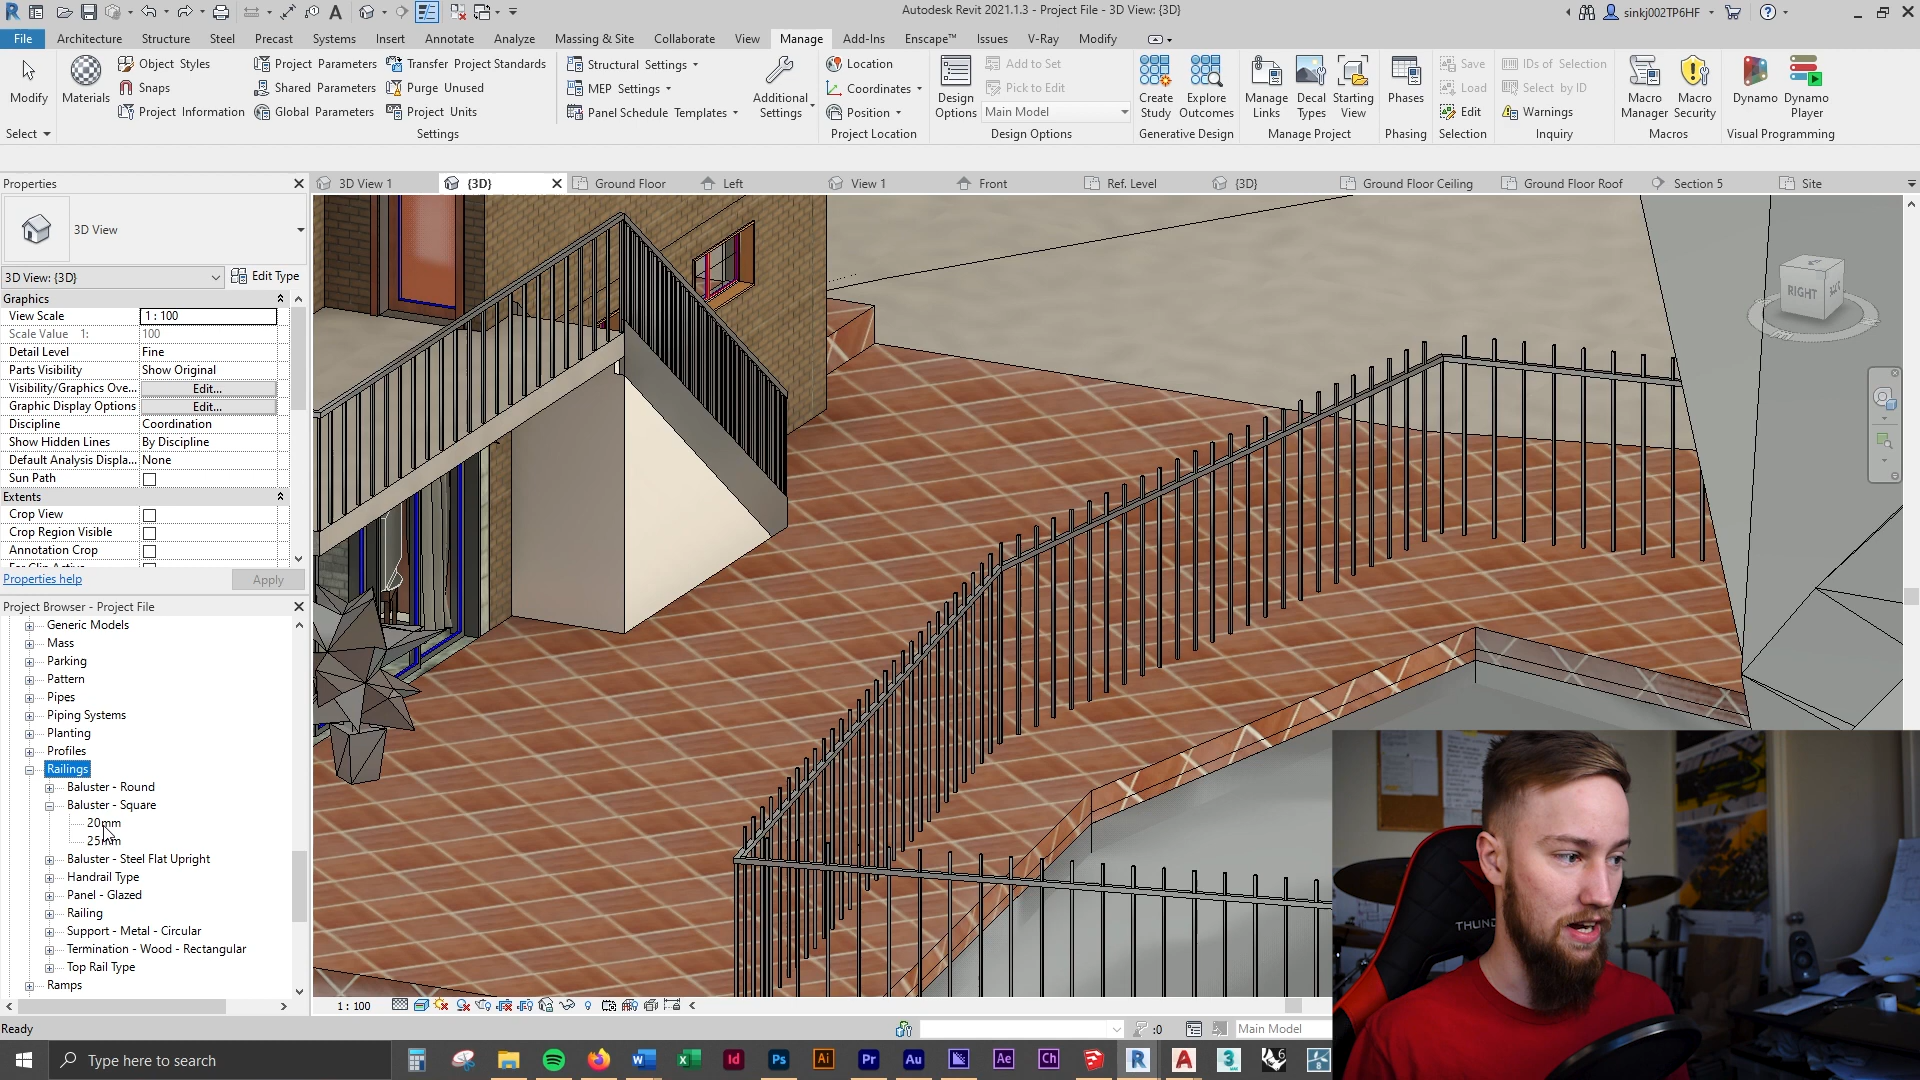 Autodesk Revit 2021.1.3 - Project File - 3D View: {3D}
sinkj002TP6HF
File Architecture Structure Steel Precast Systems Insert Annotate Analyze Massing & Site Collaborate View Manage Add-Ins Enscape™ Issues V-Ray Modify
Modify
Select
Materials
Object Styles
Snaps
Project Information
Project Parameters
Shared Parameters
Global Parameters
Transfer Project Standards
Purge Unused
Project Units
Settings
Structural Settings
MEP Settings
Panel Schedule Templates
Additional
Settings
Location
Coordinates
Position
Project Location
Design
Options
Add to Set
Pick to Edit
Main Model
Design Options
Create
Study
Explore
Outcomes
Generative Design
Manage
Links
Decal
Types
Starting
View
Manage Project
Phases
Phasing
Save
Load
Edit
Selection
IDs of Selection
Select by ID
Warnings
Inquiry
Macro
Manager
Macro
Security
Macros
Dynamo
Dynamo
Player
Visual Programming
Properties
3D View 1 {3D} Ground Floor Left View 1 Front Ref. Level {3D} Ground Floor Ceiling Ground Floor Roof Section 5 Site
3D View
3D View: {3D} Edit Type
Graphics
View Scale 1 : 100
Scale Value 1: 100
Detail Level Fine
Parts Visibility Show Original
Visibility/Graphics Ove... Edit...
Graphic Display Options Edit...
Discipline Coordination
Show Hidden Lines By Discipline
Default Analysis Displa... None
Sun Path
Extents
Crop View
Crop Region Visible
Annotation Crop
Properties help Apply
Project Browser - Project File
Generic Models
Mass
Parking
Pattern
Pipes
Piping Systems
Planting
Profiles
Railings
Baluster - Round
Baluster - Square
20mm
25mm
Baluster - Steel Flat Upright
Handrail Type
Panel - Glazed
Railing
Support - Metal - Circular
Termination - Wood - Rectangular
Top Rail Type
Ramps
RIGHT
1 : 100
Ready
:0
Main Model
Type here to search
Id Ps Ai Pr Au Ae Ch R A 3
THUND